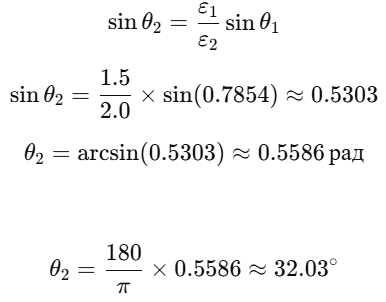 sin θ₂ = ε₁/ε₂ sin θ₁
sin θ₂ = 1.5/2.0 × sin(0.7854) ≈ 0.5303
θ₂ = arcsin(0.5303) ≈ 0.5586 рад
θ₂ = 180/π × 0.5586 ≈ 32.03°